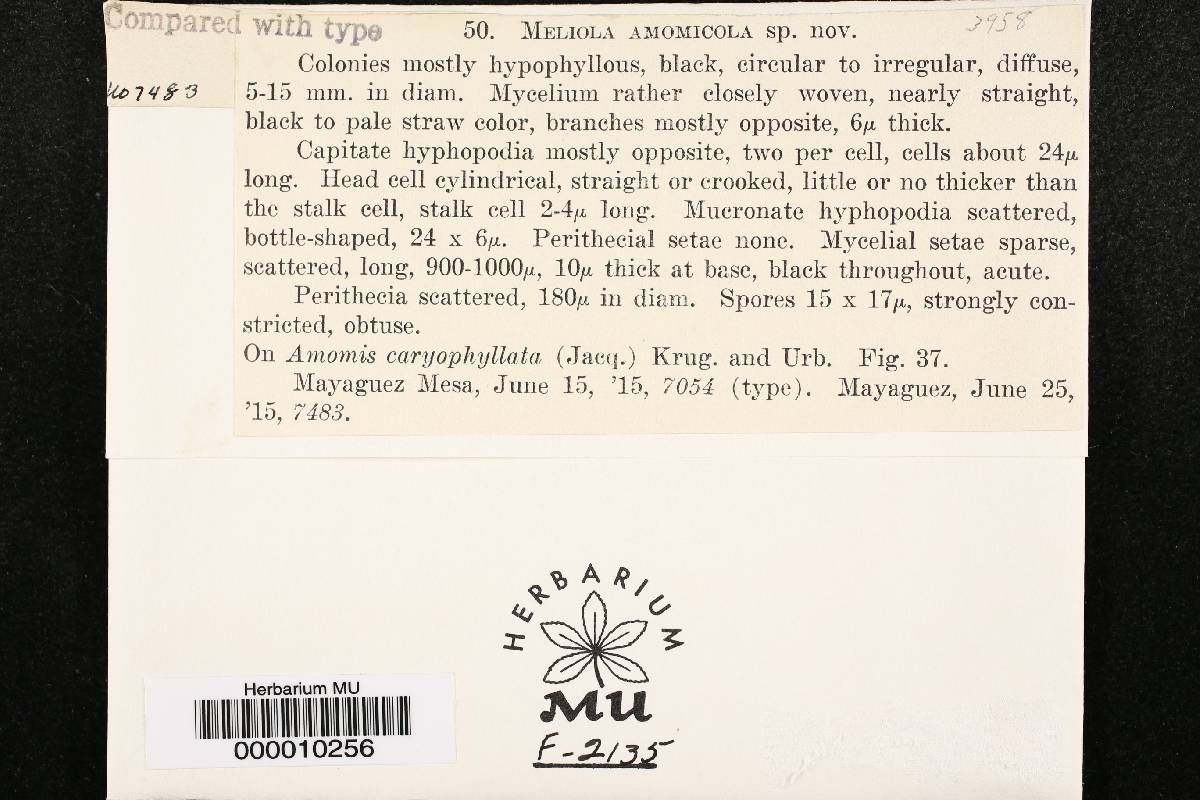 Compared with type
50. MELIOLA AMOMICOLA sp. nov.
3958
7483
Colonies mostly hypophyllous, black, circular to irregular, diffuse,
5-15 mm. in diam. Mycelium rather closely woven, nearly straight,
black to pale straw color, branches mostly opposite, 6μ thick.
Capitate hyphopodia mostly opposite, two per cell, cells about 24μ
long. Head cell cylindrical, straight or crooked, little or no thicker than
the stalk cell, stalk cell 2-4μ long. Mucronate hyphopodia scattered,
bottle-shaped, 24 x 6μ. Perithecial setae none. Mycelial setae sparse,
scattered, long, 900-1000μ, 10μ thick at base, black throughout, acute.
Perithecia scattered, 180μ in diam. Spores 15 x 17μ, strongly con-
stricted, obtuse.
On Amomis caryophyllata (Jacq.) Krug. and Urb. Fig. 37.
Mayaguez Mesa, June 15, '15, 7054 (type). Mayaguez, June 25,
'15, 7483.
HERBARIUM
MU
F-2135
Herbarium MU
000010256